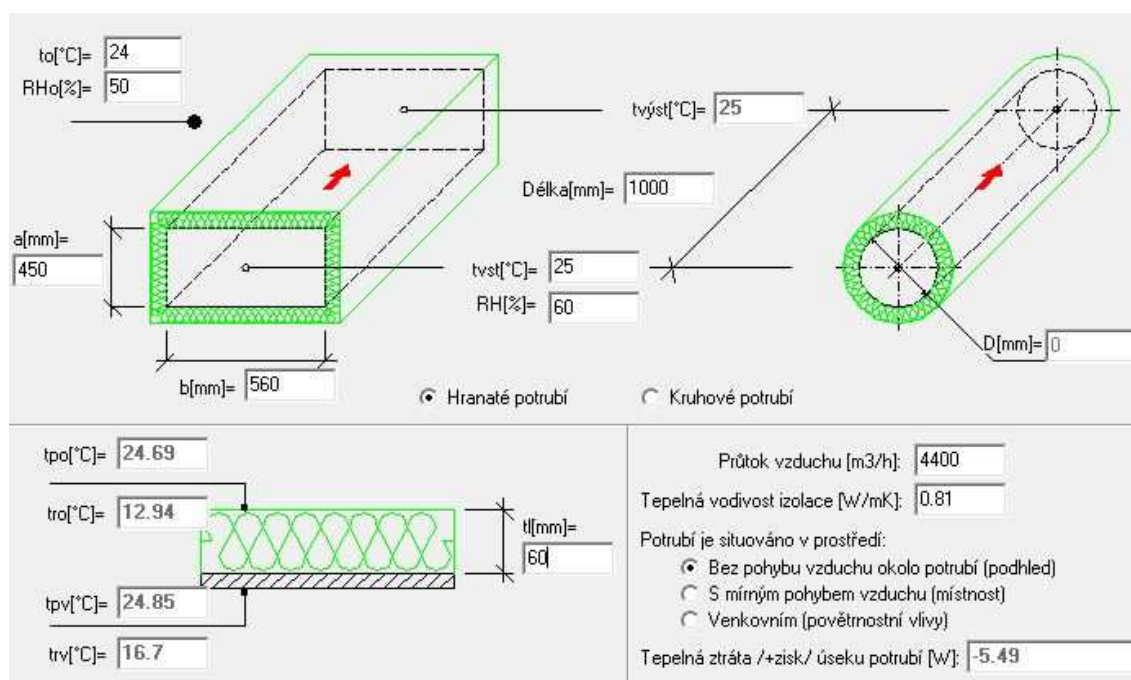 to[°C]= 24
RHo[%]= 50
tvýst[°C]= 25
Délka[mm]= 1000
a[mm]=
450
tvst[°C]= 25
RH[%]= 60
D[mm]= 0
b[mm]= 560
Hranaté potrubí
Kruhové potrubí
tpo[°C]= 24.69
tro[°C]= 12.94
tl[mm]=
60
tpv[°C]= 24.85
trv[°C]= 16.7
Průtok vzduchu [m3/h]: 4400
Tepelná vodivost izolace [W/mK]: 0.81
Potrubí je situováno v prostředí:
Bez pohybu vzduchu okolo potrubí (podhled)
S mírným pohybem vzduchu (místnost)
Venkovním (povětrnostní vlivy)
Tepelná ztráta /+zisk/ úseku potrubí [W]: -5.49